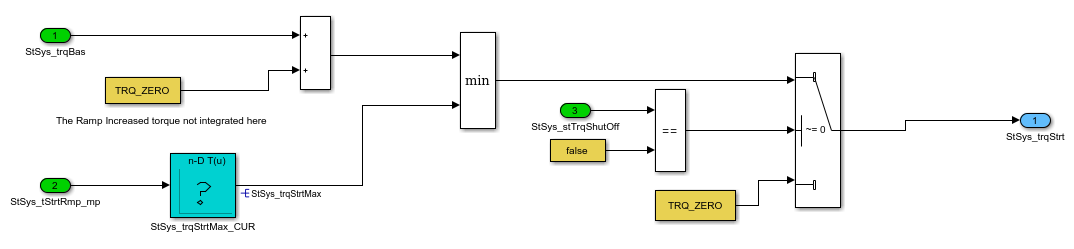 1
StSys_trqBas
+
+
TRQ_ZERO
The Ramp Increased torque not integrated here
min
n-D T(u)
2
StSys_tStrtRmp_mp
StSys_trqStrtMax
StSys_trqStrtMax_CUR
3
StSys_stTrqShutOff
false
==
TRQ_ZERO
~= 0
1
StSys_trqStrt